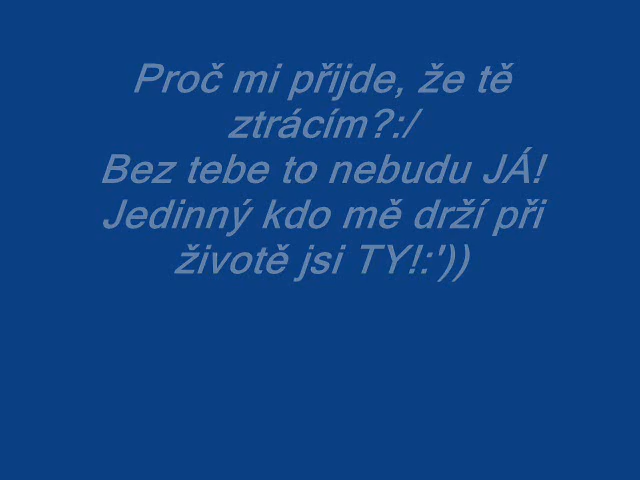 Proč mi přijde, že tě
ztrácím?:/
Bez tebe to nebudu JÁ!
Jedinný kdo mě drží při
životě jsi TY!:'))